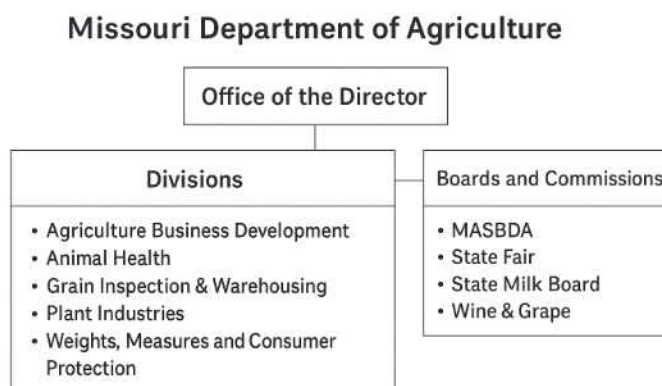 Missouri Department of Agriculture
Office of the Director
Divisions
• Agriculture Business Development
• Animal Health
• Grain Inspection & Warehousing
• Plant Industries
• Weights, Measures and Consumer
Protection
Boards and Commissions
• MASBDA
• State Fair
• State Milk Board
• Wine & Grape